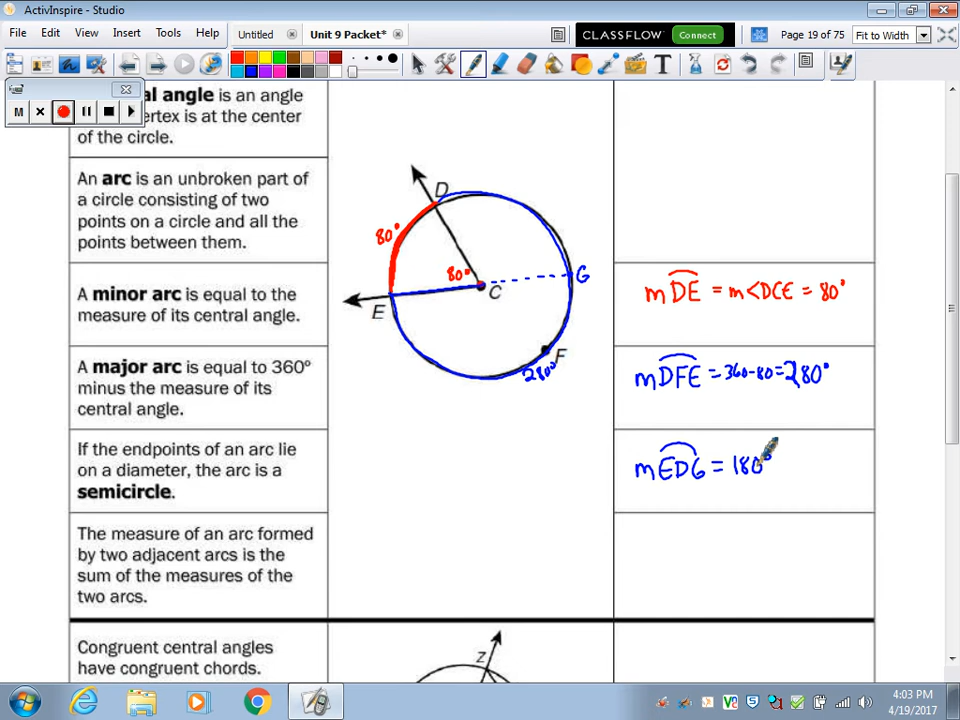 ActivInspire - Studio
File Edit View Insert Tools Help
Untitled
Unit 9 Packet*
CLASSFLOW Connect
Page 19 of 75
Fit to Width
M
al angle is an angle
ertex is at the center
of the circle.
An arc is an unbroken part of
a circle consisting of two
points on a circle and all the
points between them.
A minor arc is equal to the
measure of its central angle.
A major arc is equal to 360º
minus the measure of its
central angle.
If the endpoints of an arc lie
on a diameter, the arc is a
semicircle.
The measure of an arc formed
by two adjacent arcs is the
sum of the measures of the
two arcs.
Congruent central angles
have congruent chords.
D
80°
80°
G
C
E
F
280°
Z
mDE = m<DCE = 80°
mDFE = 360-80=280°
mEDG = 180°
4:03 PM
4/19/2017